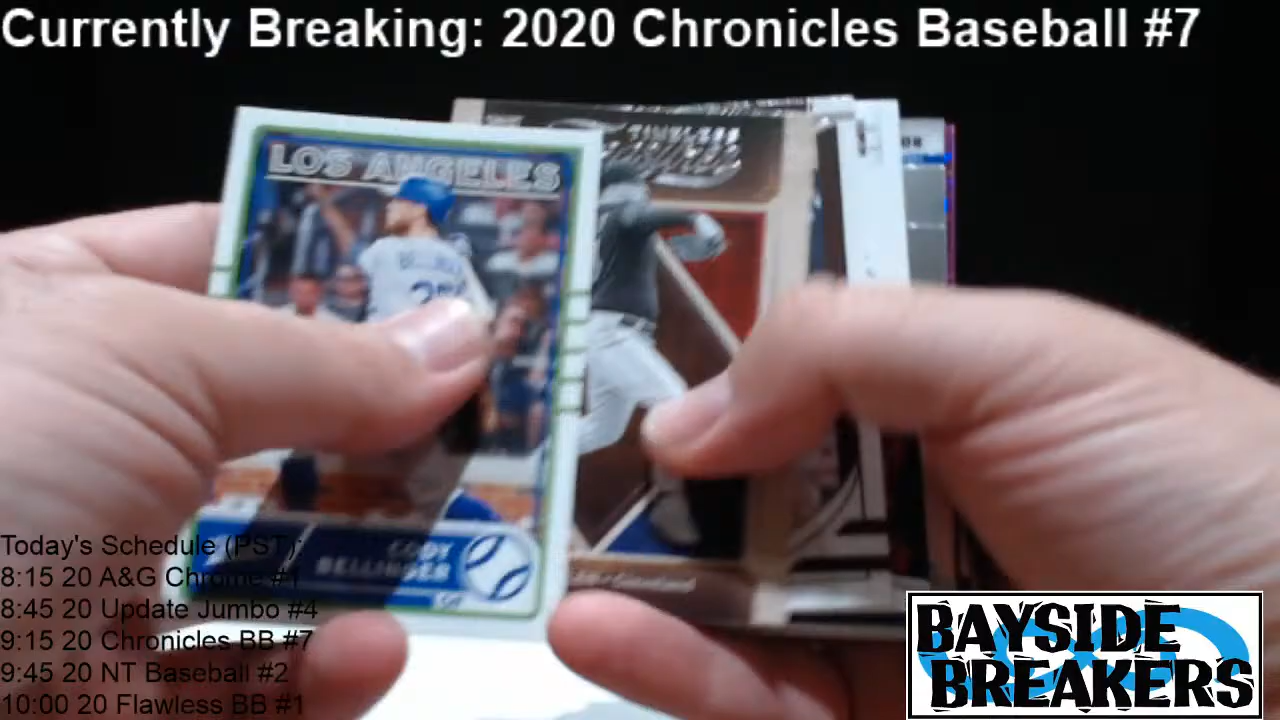 Currently Breaking: 2020 Chronicles Baseball #7
LOS ANGELES
TIMELESS
CODY
BELLINGER
OF
Today's Schedule (PST):
8:15 20 A&G Chrome #1
8:45 20 Update Jumbo #4
9:15 20 Chronicles BB #7
9:45 20 NT Baseball #2
10:00 20 Flawless BB #1
BAYSIDE
BREAKERS